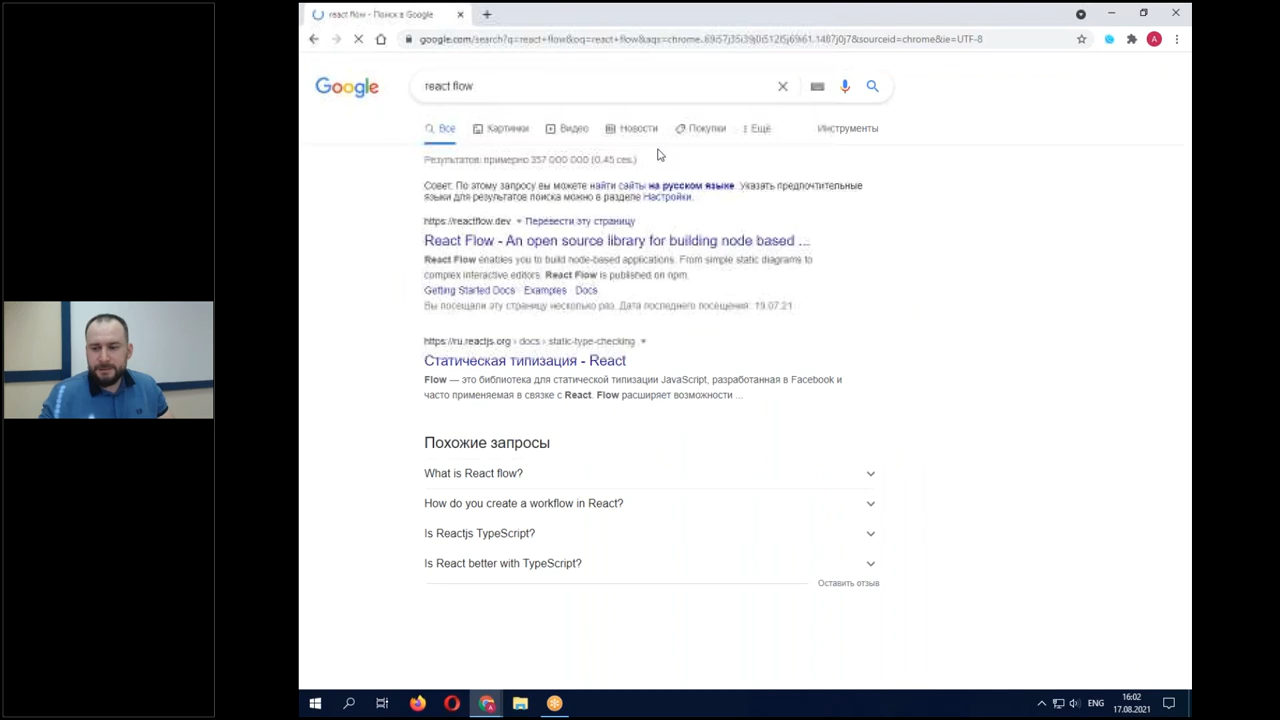 react flow - Поиск в Google
google.com/search?q=react+flow&oq=react+flow&aqs=chrome..69i57j35i39j0i512l5j69i61.1487j0j7&sourceid=chrome&ie=UTF-8
A
Google
react flow
Все Картинки Видео Новости Покупки Ещё Инструменты
Результатов: примерно 357 000 000 (0,45 сек.)
Совет. По этому запросу вы можете найти сайты на русском языке. Указать предпочтительные
языки для результатов поиска можно в разделе Настройки.
https://reactflow.dev Перевести эту страницу
React Flow - An open source library for building node based ...
React Flow enables you to build node-based applications. From simple static diagrams to
complex interactive editors. React Flow is published on npm.
Getting Started Docs · Examples · Docs
Вы посещали эту страницу несколько раз. Дата последнего посещения: 19.07.21
https://ru.reactjs.org › docs › static-type-checking
Статическая типизация - React
Flow — это библиотека для статической типизации JavaScript, разработанная в Facebook и
часто применяемая в связке с React. Flow расширяет возможности ...
Похожие запросы
What is React flow?
How do you create a workflow in React?
Is Reactjs TypeScript?
Is React better with TypeScript?
Оставить отзыв
ENG
16:02
17.08.2021